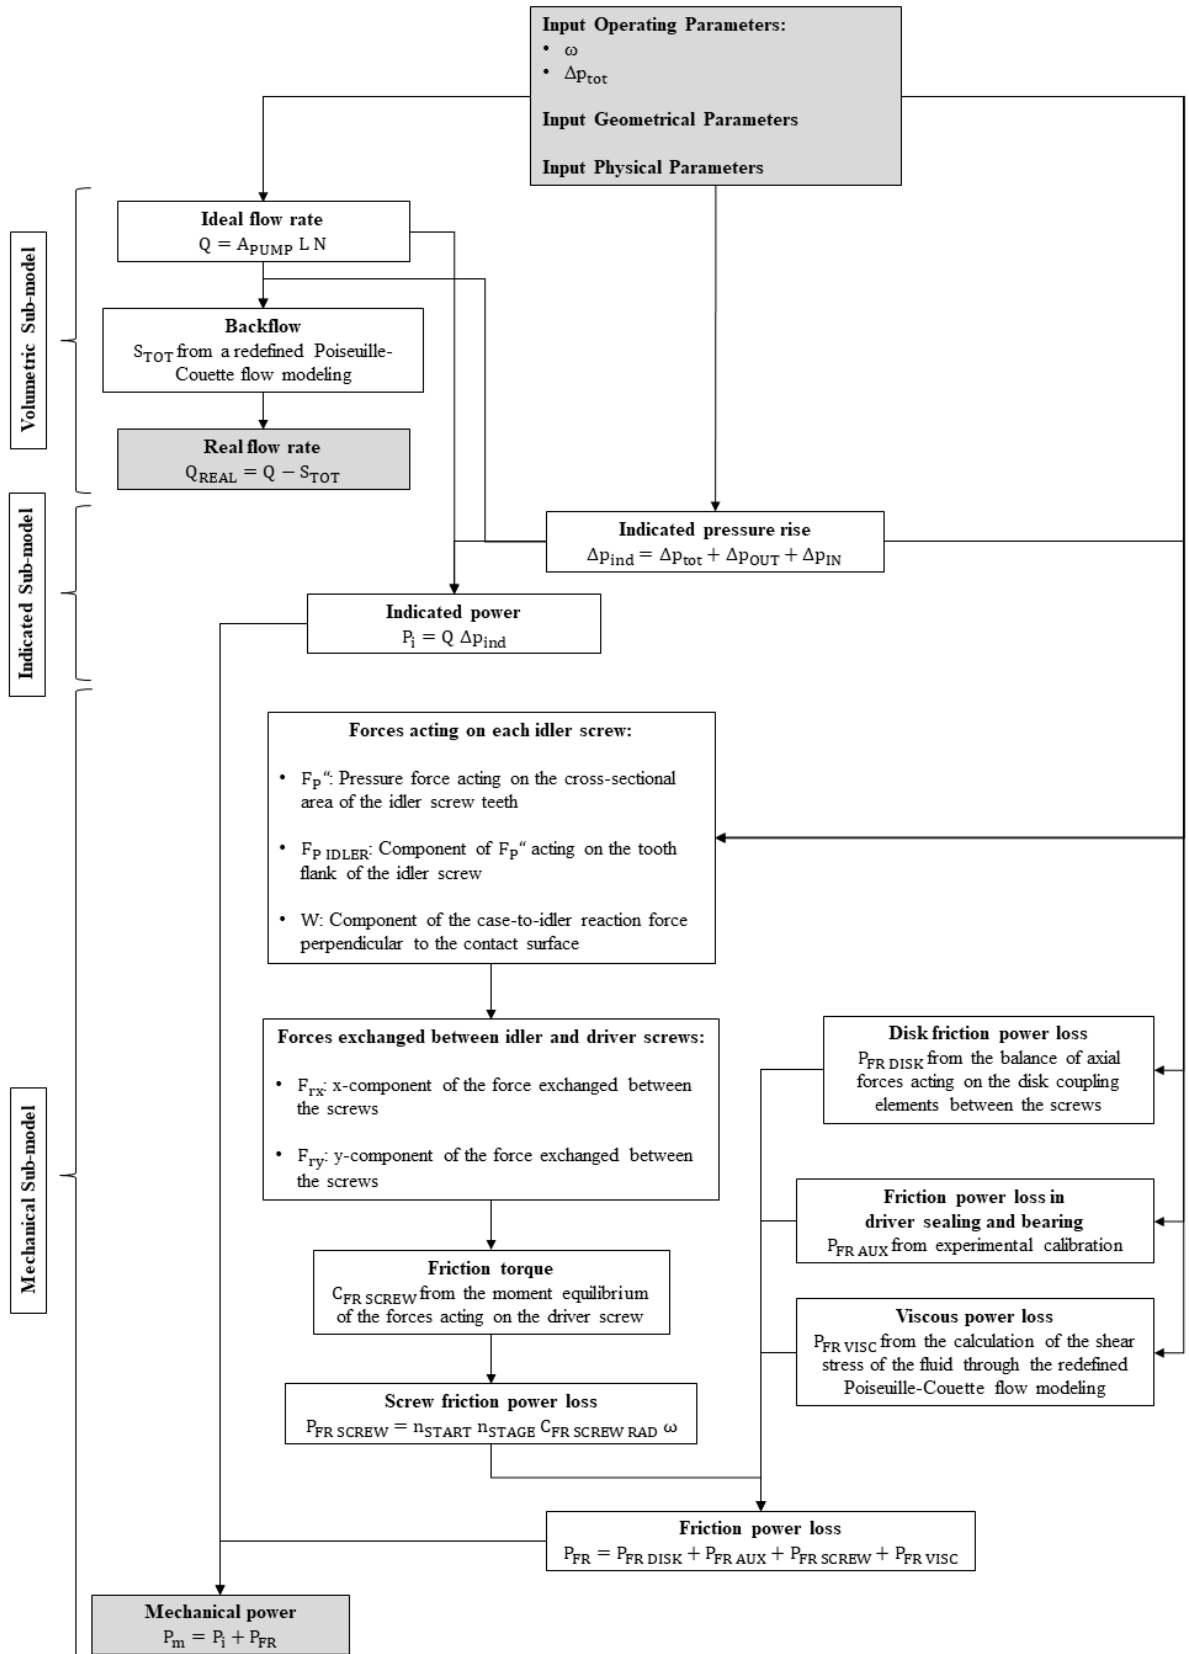 Input Operating Parameters:
• ω
• Δp_tot
Input Geometrical Parameters
Input Physical Parameters
Volumetric Sub-model
Ideal flow rate
Q = A_PUMP L N
Backflow
S_TOT from a redefined Poiseuille-
Couette flow modeling
Real flow rate
Q_REAL = Q − S_TOT
Indicated Sub-model
Indicated pressure rise
Δp_ind = Δp_tot + Δp_OUT + Δp_IN
Indicated power
P_i = Q Δp_ind
Mechanical Sub-model
Forces acting on each idler screw:
• F_P“: Pressure force acting on the cross-sectional
area of the idler screw teeth
• F_P IDLER: Component of F_P“ acting on the tooth
flank of the idler screw
• W: Component of the case-to-idler reaction force
perpendicular to the contact surface
Forces exchanged between idler and driver screws:
• F_rx: x-component of the force exchanged between
the screws
• F_ry: y-component of the force exchanged between
the screws
Friction torque
C_FR SCREW from the moment equilibrium
of the forces acting on the driver screw
Screw friction power loss
P_FR SCREW = n_START n_STAGE C_FR SCREW RAD ω
Disk friction power loss
P_FR DISK from the balance of axial
forces acting on the disk coupling
elements between the screws
Friction power loss in
driver sealing and bearing
P_FR AUX from experimental calibration
Viscous power loss
P_FR VISC from the calculation of the shear
stress of the fluid through the redefined
Poiseuille-Couette flow modeling
Friction power loss
P_FR = P_FR DISK + P_FR AUX + P_FR SCREW + P_FR VISC
Mechanical power
P_m = P_i + P_FR